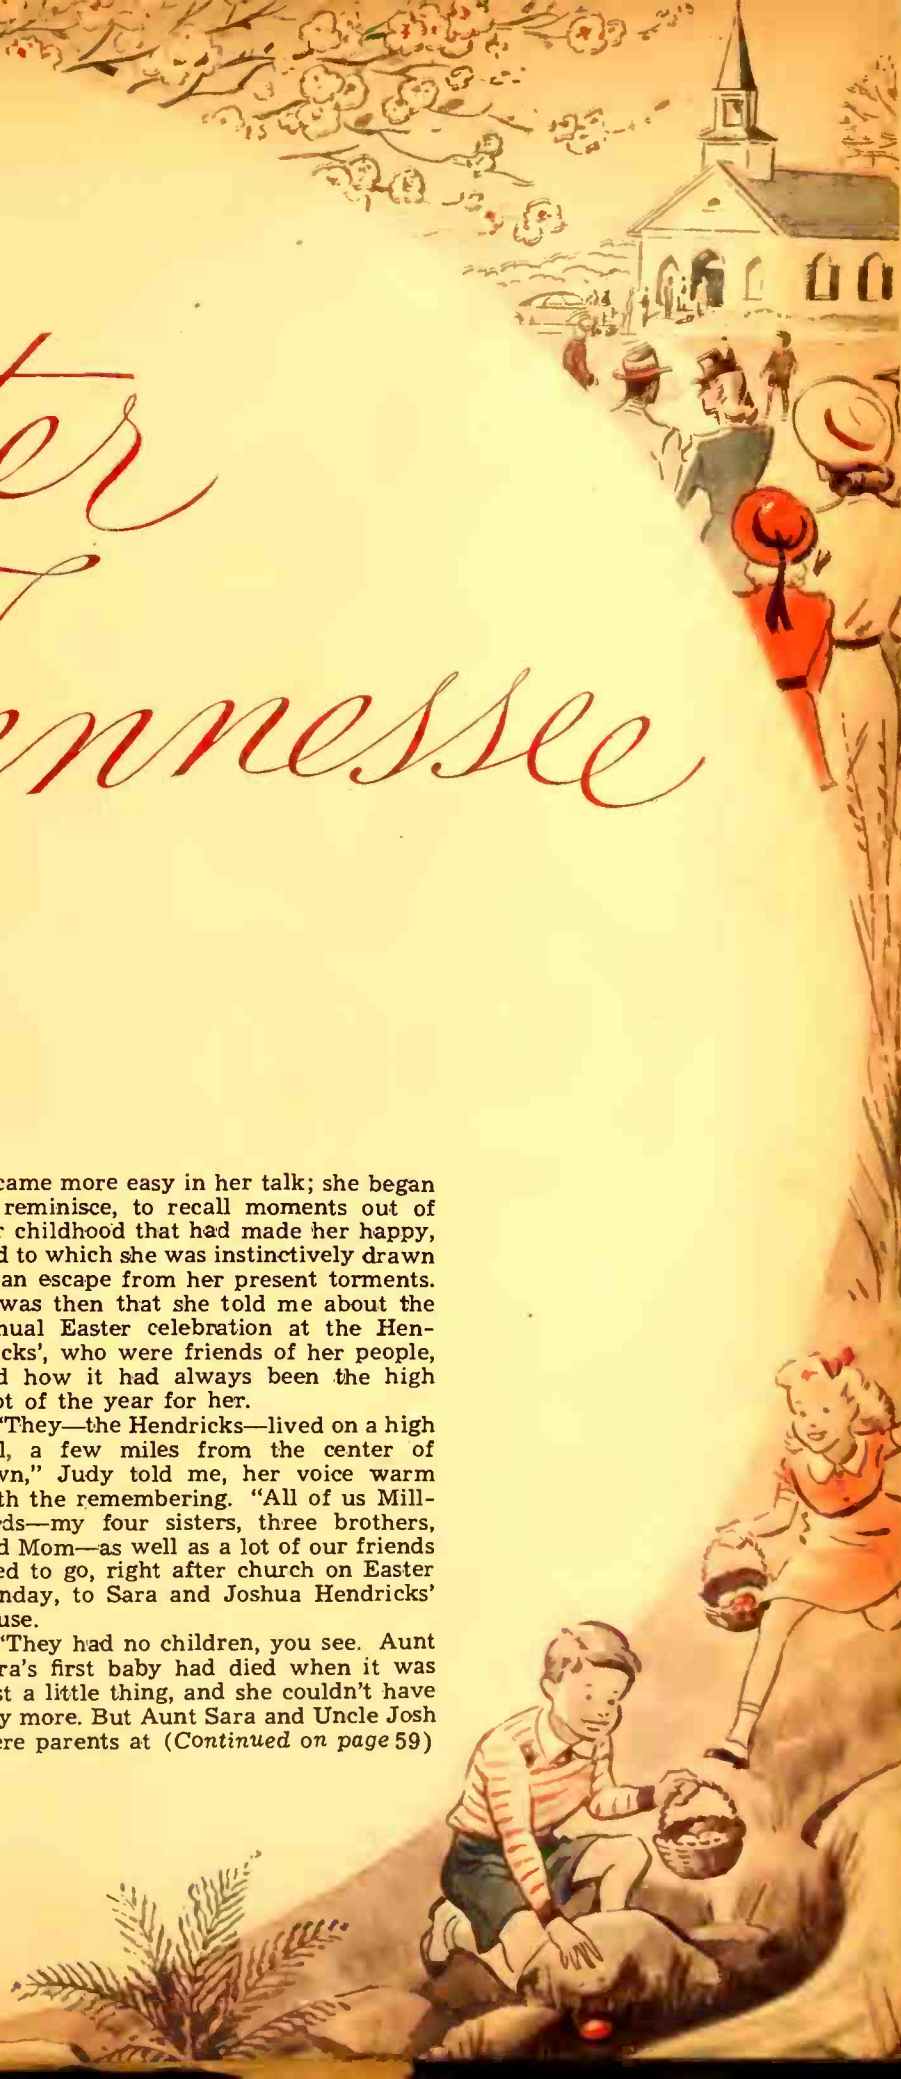 ter
ennessee
came more easy in her talk; she began
reminisce, to recall moments out of
r childhood that had made her happy,
d to which she was instinctively drawn
an escape from her present torments.
was then that she told me about the
nual Easter celebration at the Hen-
cks', who were friends of her people,
d how it had always been the high
ot of the year for her.
"They—the Hendricks—lived on a high
l, a few miles from the center of
wn," Judy told me, her voice warm
th the remembering. "All of us Mill-
rds—my four sisters, three brothers,
d Mom—as well as a lot of our friends
ed to go, right after church on Easter
nday, to Sara and Joshua Hendricks'
use.
"They had no children, you see. Aunt
ra's first baby had died when it was
st a little thing, and she couldn't have
y more. But Aunt Sara and Uncle Josh
ere parents at (Continued on page 59)